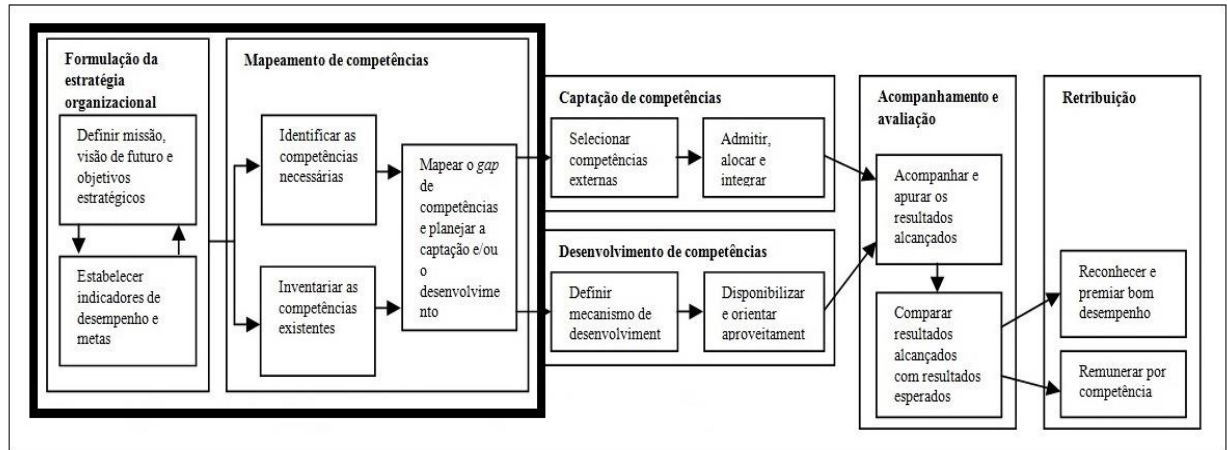 Formulação da
estratégia
organizacional
Definir missão,
visão de futuro e
objetivos
estratégicos
Estabelecer
indicadores de
desempenho e
metas
Mapeamento de competências
Identificar as
competências
necessárias
Inventariar as
competências
existentes
Mapear o gap
de
competências
e planejar a
captação e/ou
o
desenvolvime
nto
Captação de competências
Selecionar
competências
externas
Admitir,
alocar e
integrar
Desenvolvimento de competências
Definir
mecanismo de
desenvolviment
Disponibilizar
e orientar
aproveitament
Acompanhamento e
avaliação
Acompanhar e
apurar os
resultados
alcançados
Comparar
resultados
alcançados
com resultados
esperados
Retribuição
Reconhecer e
premiar bom
desempenho
Remunerar por
competência